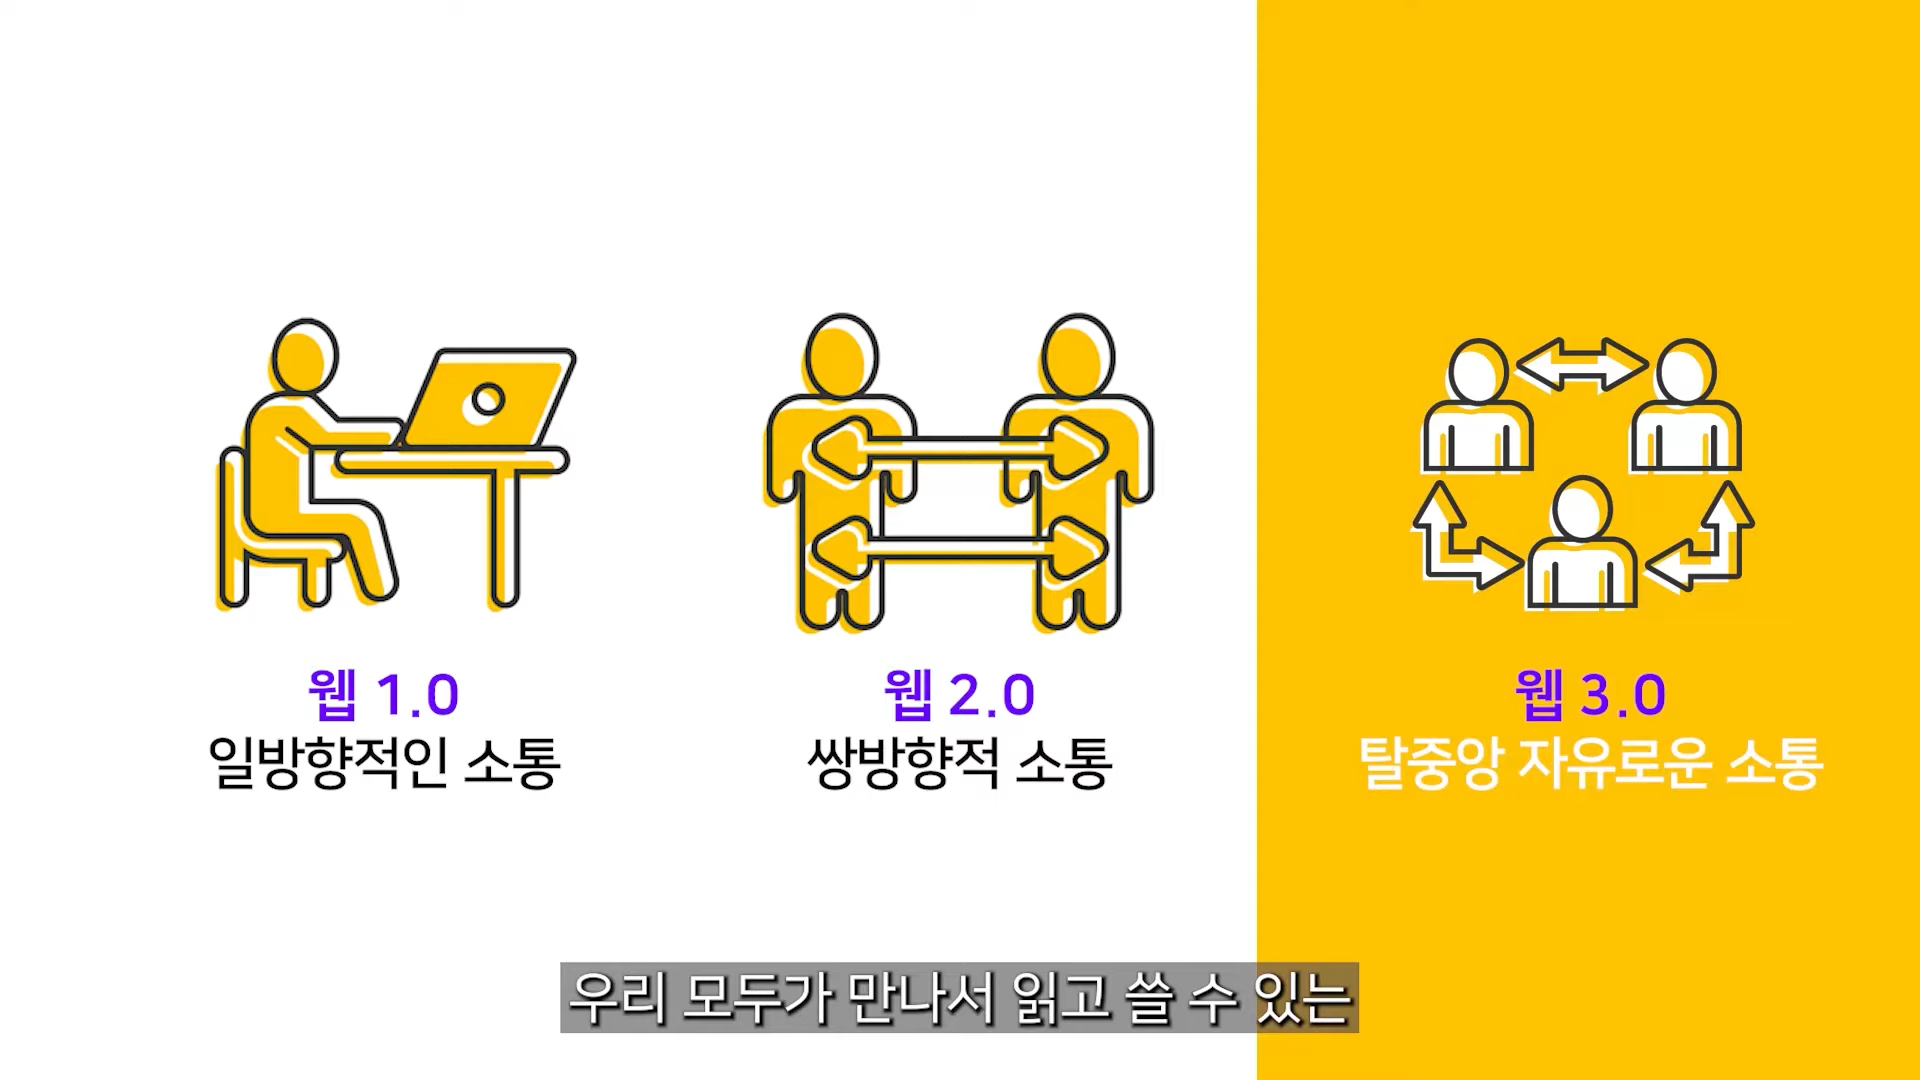 웹 1.0
일방향적인 소통
웹 2.0
쌍방향적 소통
웹 3.0
탈중앙 자유로운 소통
우리 모두가 만나서 읽고 쓸 수 있는